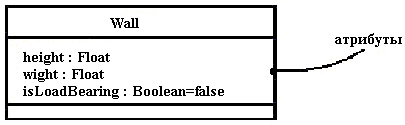 Wall
атрибуты
height : Float
wight : Float
isLoadBearing : Boolean=false